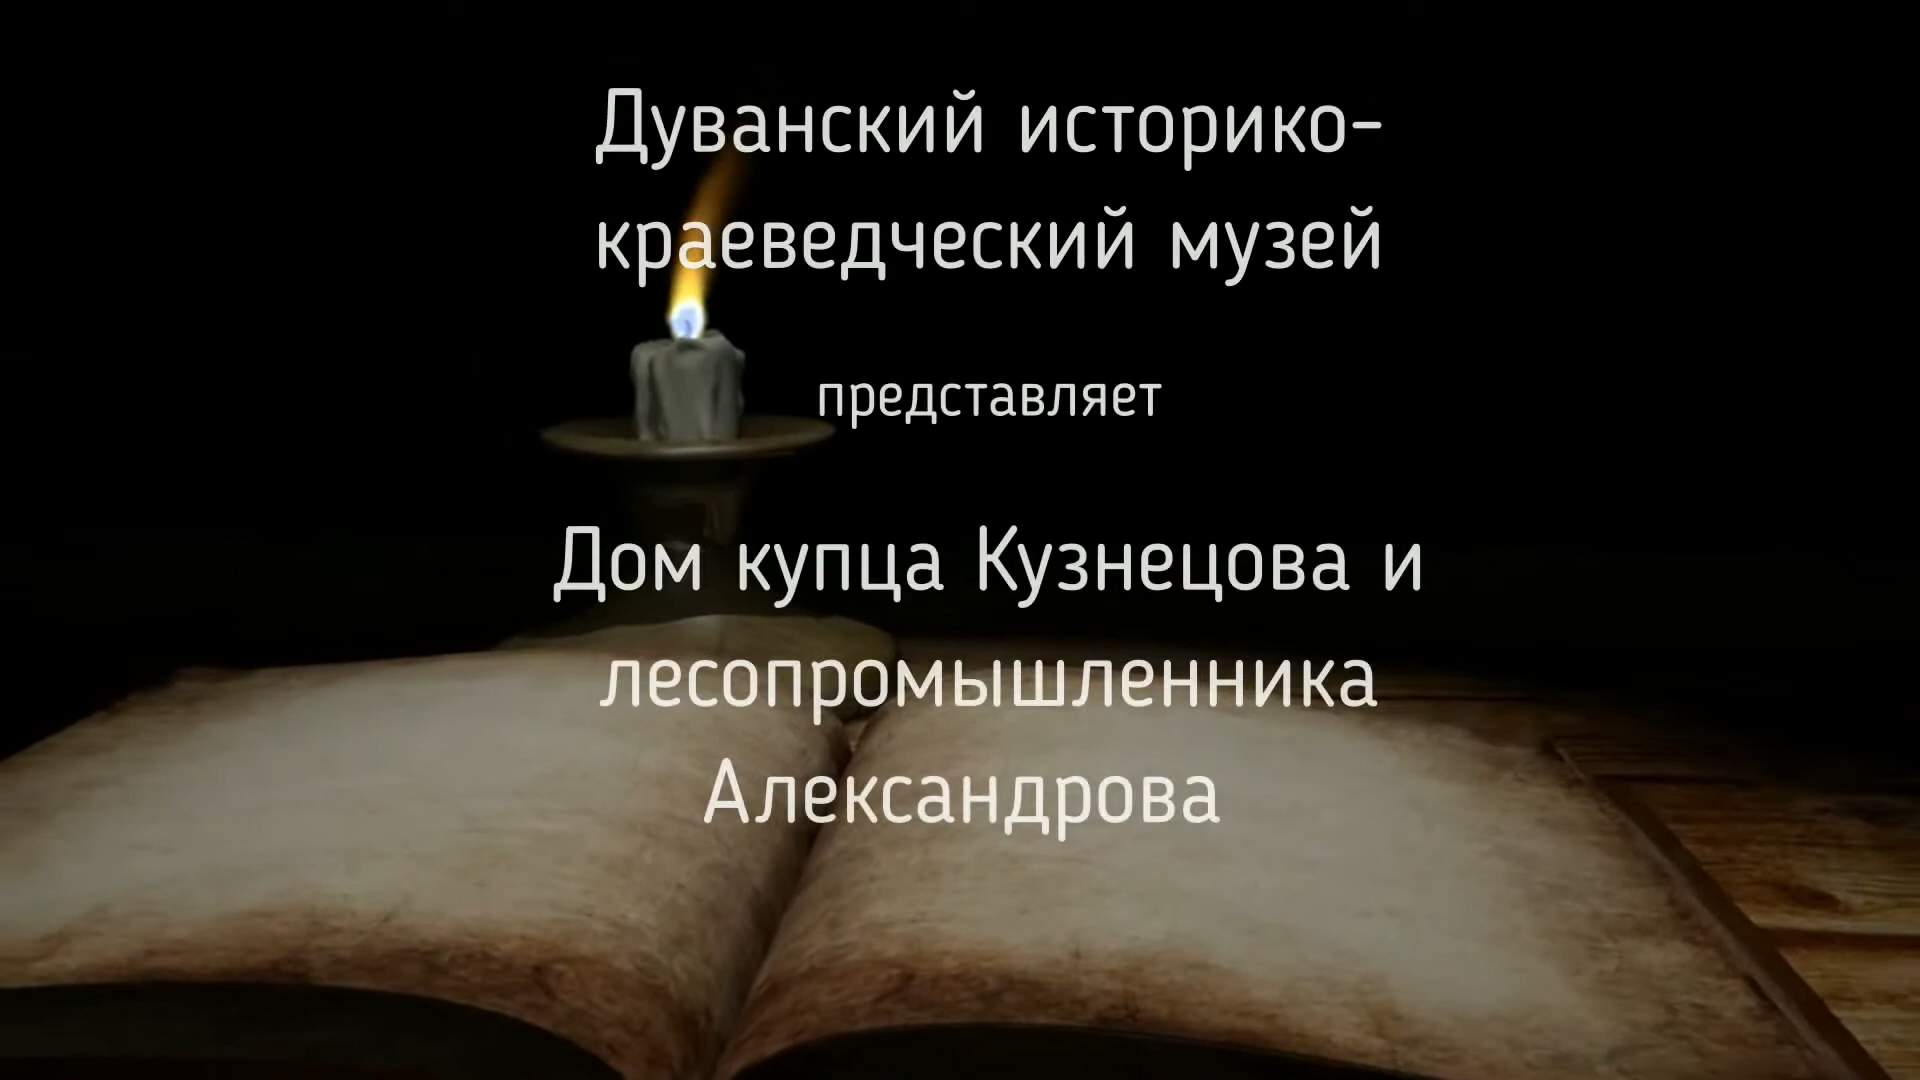 Дуванский историко-
краеведческий музей
представляет
Дом купца Кузнецова и
лесопромышленника
Александрова